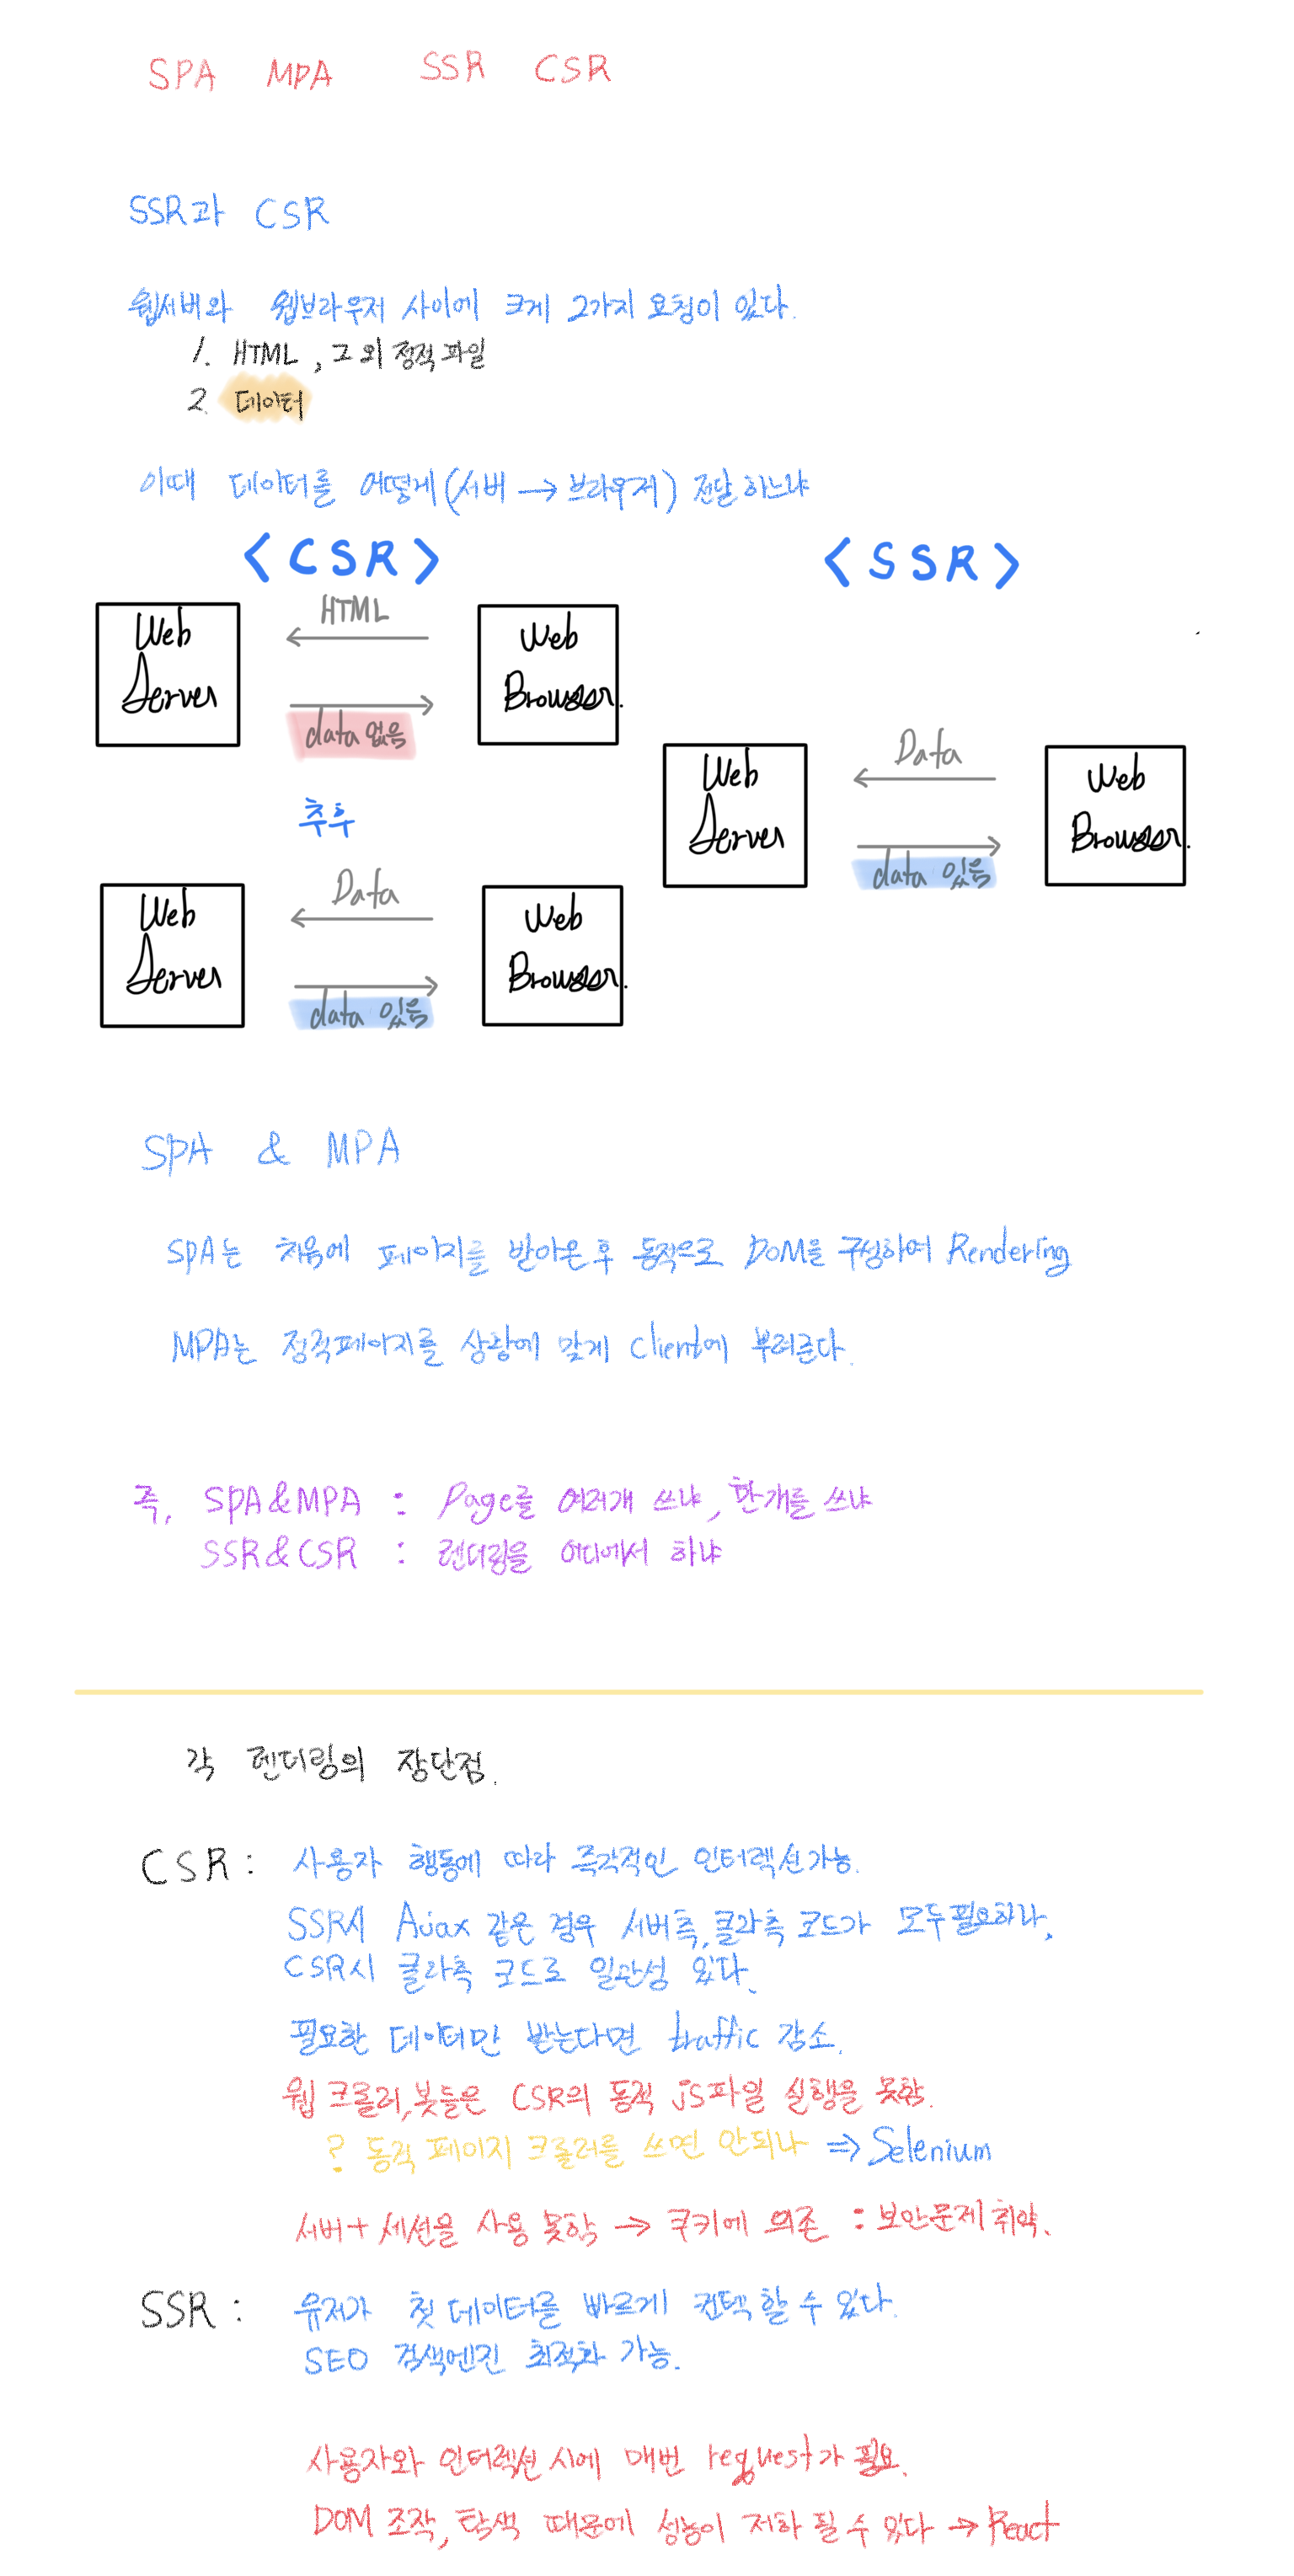 SPA MPA SSR CSR
SSR과 CSR
웹서버와 웹브라우저 사이에 크게 2가지 요청이 있다.
1. HTML, 그 외 정적 파일
2. 데이터
이때 데이터를 어떻게(서버 → 브라우저) 전달 하느냐
< CSR >
Web
Server
HTML
data 없음
Web
Browser.
추후
Web
Server
Data
data 있음
Web
Browser.
< SSR >
Web
Server
Data
data 있음
Web
Browser.
SPA & MPA
SPA는 처음에 페이지를 받아온 후 동적으로 DOM을 구성하여 Rendering
MPA는 정적페이지를 상황에 맞게 Client에 뿌려준다.
즉, SPA&MPA : Page를 여러개 쓰냐, 한개를 쓰냐
SSR&CSR : 렌더링을 어디에서 하냐
각 렌더링의 장단점.
CSR : 사용자 행동에 따라 즉각적인 인터렉션가능.
SSR시 Ajax 같은 경우 서버측, 클라측 코드가 모두필요하나,
CSR시 클라측 코드로 일관성 있다.
필요한 데이터만 받는다면 traffic 감소.
웹 크롤러, 봇들은 CSR의 동적 js파일 실행을 못함.
? 동적 페이지 크롤러를 쓰면 안되나 ⇒ Selenium
서버+ 세션을 사용 못함 → 쿠키에 의존 : 보안문제 취약.
SSR : 유저가 첫 데이터를 빠르게 컨텍 할 수 있다.
SEO 검색엔진 최적화 가능.
사용자와 인터렉션 시에 매번 request가 필요.
DOM 조작, 탐색 때문에 성능이 저하 될 수 있다 → React